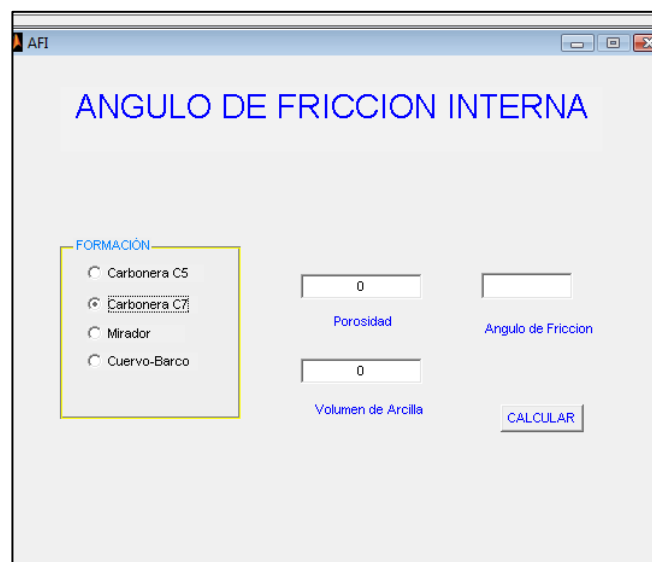 AFI
ANGULO DE FRICCION INTERNA
FORMACIÒN
Carbonera C5
Carbonera C7
Mirador
Cuervo-Barco
0
Porosidad
Angulo de Friccion
0
Volumen de Arcilla
CALCULAR